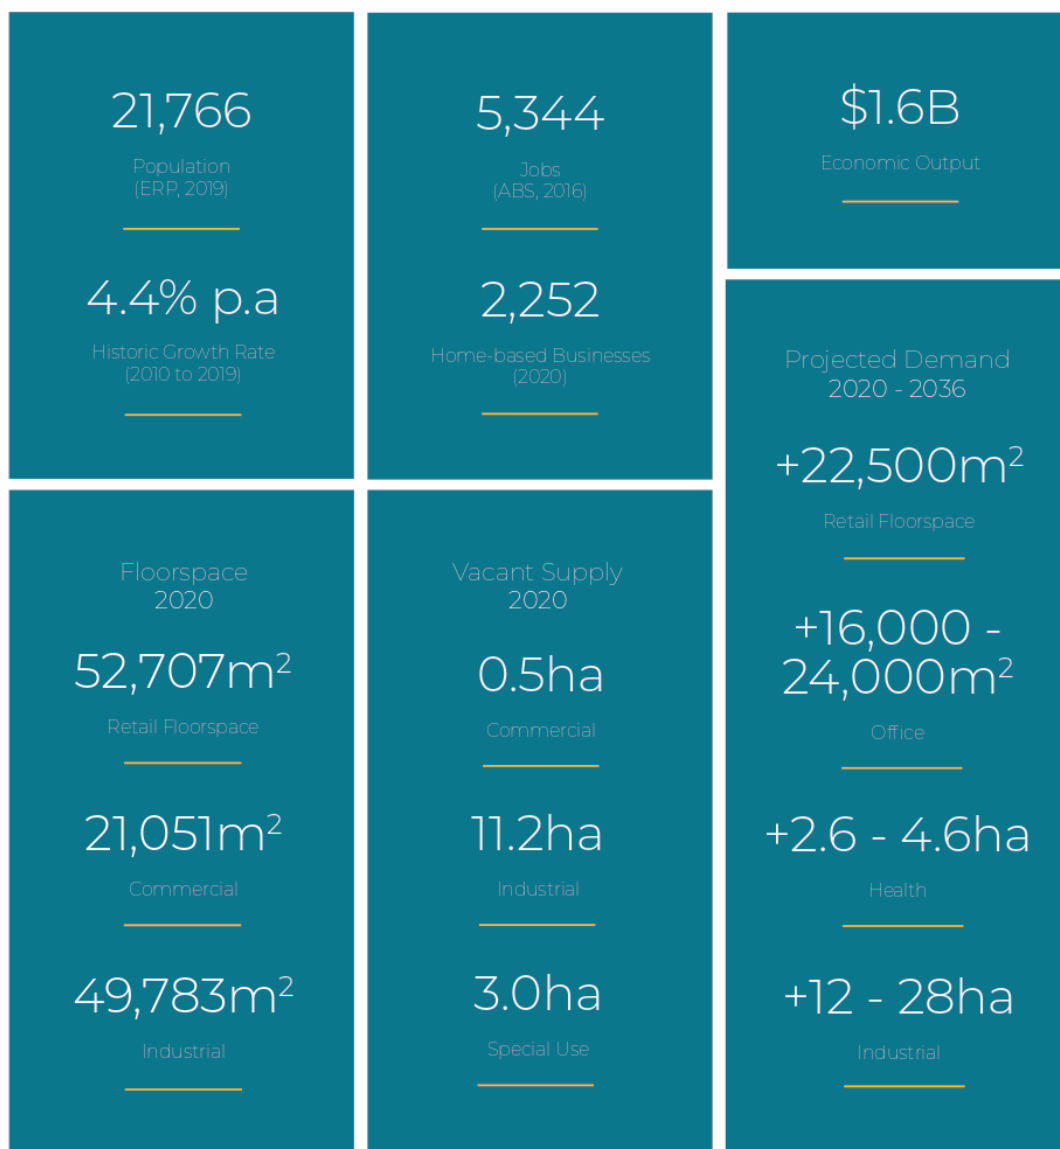 21,766
Population
(ERP, 2019)
4.4% p.a
Historic Growth Rate
(2010 to 2019)
5,344
Jobs
(ABS, 2016)
2,252
Home-based Businesses
(2020)
$1.6B
Economic Output
Floorspace
2020
52,707m²
Retail Floorspace
21,051m²
Commercial
49,783m²
Industrial
Vacant Supply
2020
0.5ha
Commercial
11.2ha
Industrial
3.0ha
Special Use
Projected Demand
2020 - 2036
+22,500m²
Retail Floorspace
+16,000 -
24,000m²
Office
+2.6 - 4.6ha
Health
+12 - 28ha
Industrial